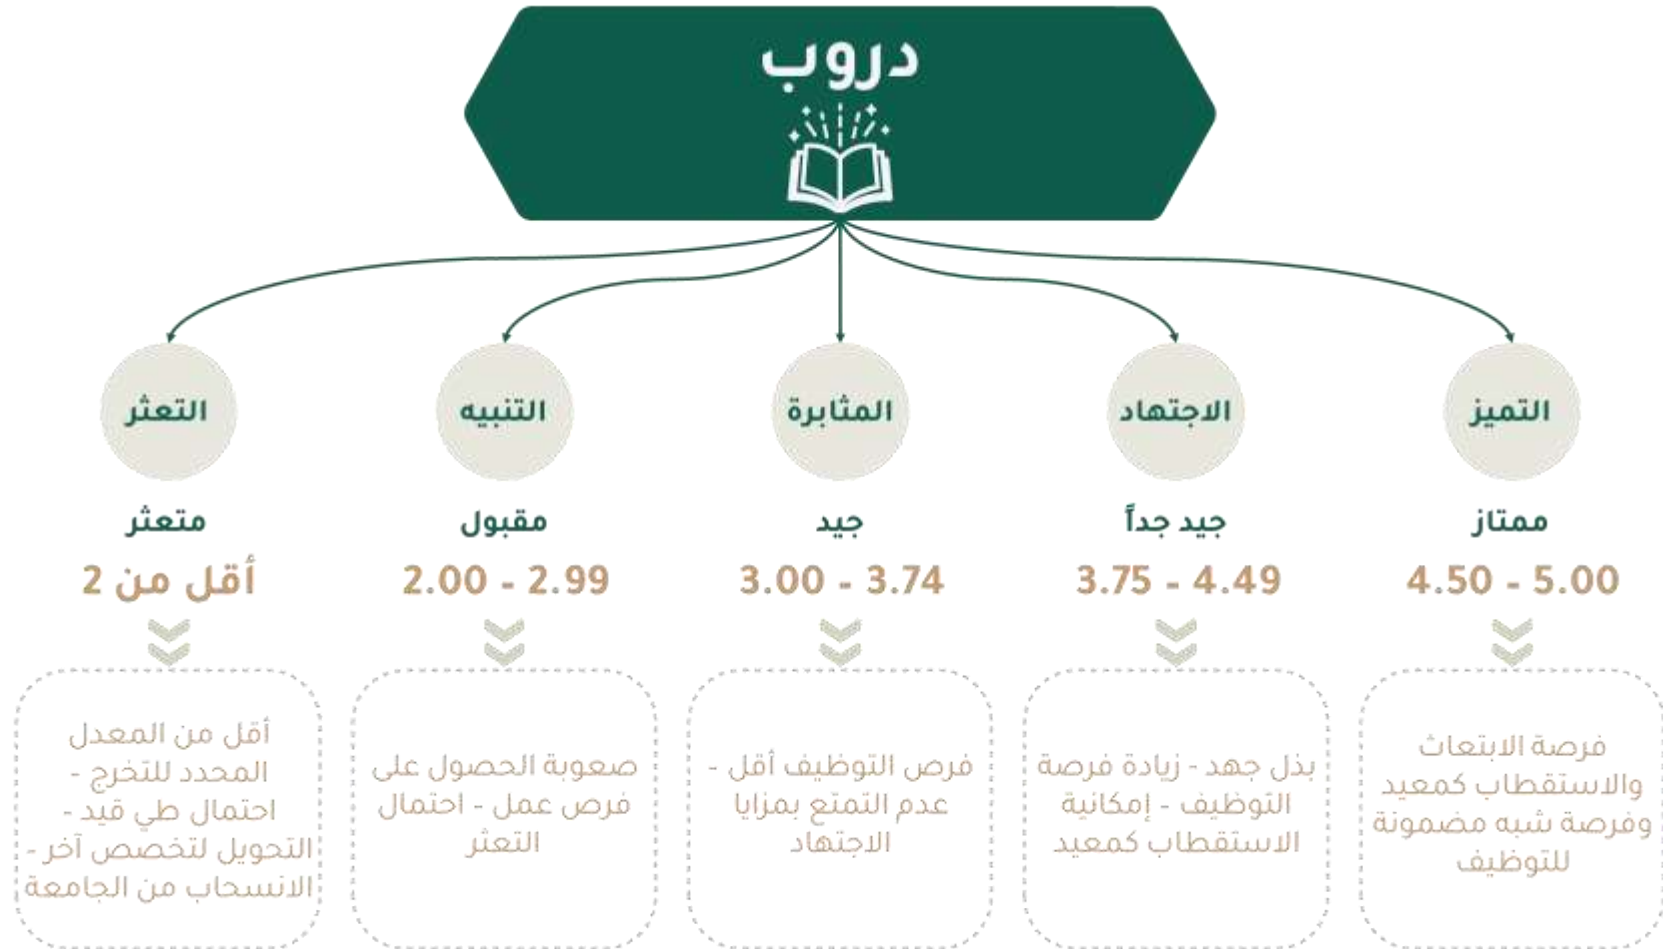 دروب
التميز
ممتاز
4.50 - 5.00
فرصة الابتعاث
والاستقطاب كمعيد
وفرصة شبه مضمونة
للتوظيف
الاجتهاد
جيد جداً
3.75 - 4.49
بذل جهد - زيادة فرصة
التوظيف - إمكانية
الاستقطاب كمعيد
المثابرة
جيد
3.00 - 3.74
فرص التوظيف أقل -
عدم التمتع بمزايا
الاجتهاد
التنبيه
مقبول
2.00 - 2.99
صعوبة الحصول على
فرص عمل - احتمال
التعثر
التعثر
متعثر
أقل من 2
أقل من المعدل
المحدد للتخرج -
احتمال طي قيد -
التحويل لتخصص آخر -
الانسحاب من الجامعة